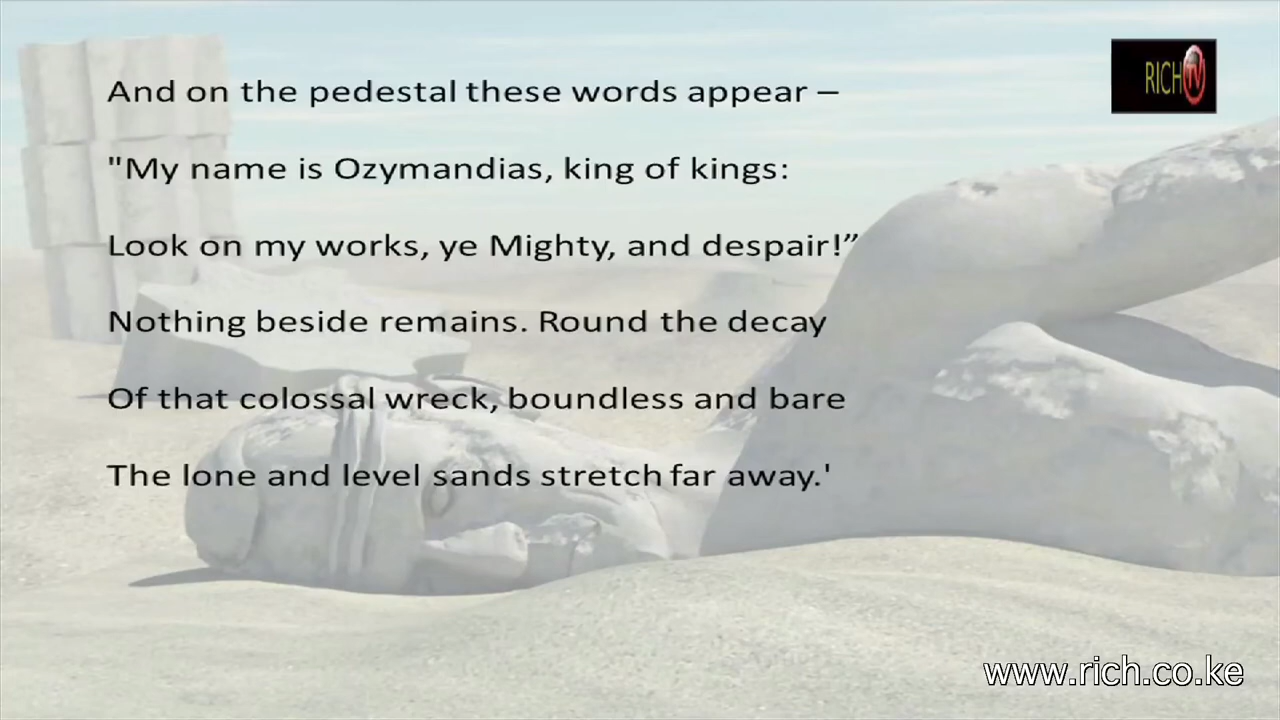 And on the pedestal these words appear –
"My name is Ozymandias, king of kings:
Look on my works, ye Mighty, and despair!”
Nothing beside remains. Round the decay
Of that colossal wreck, boundless and bare
The lone and level sands stretch far away.'
RICH TV
www.rich.co.ke